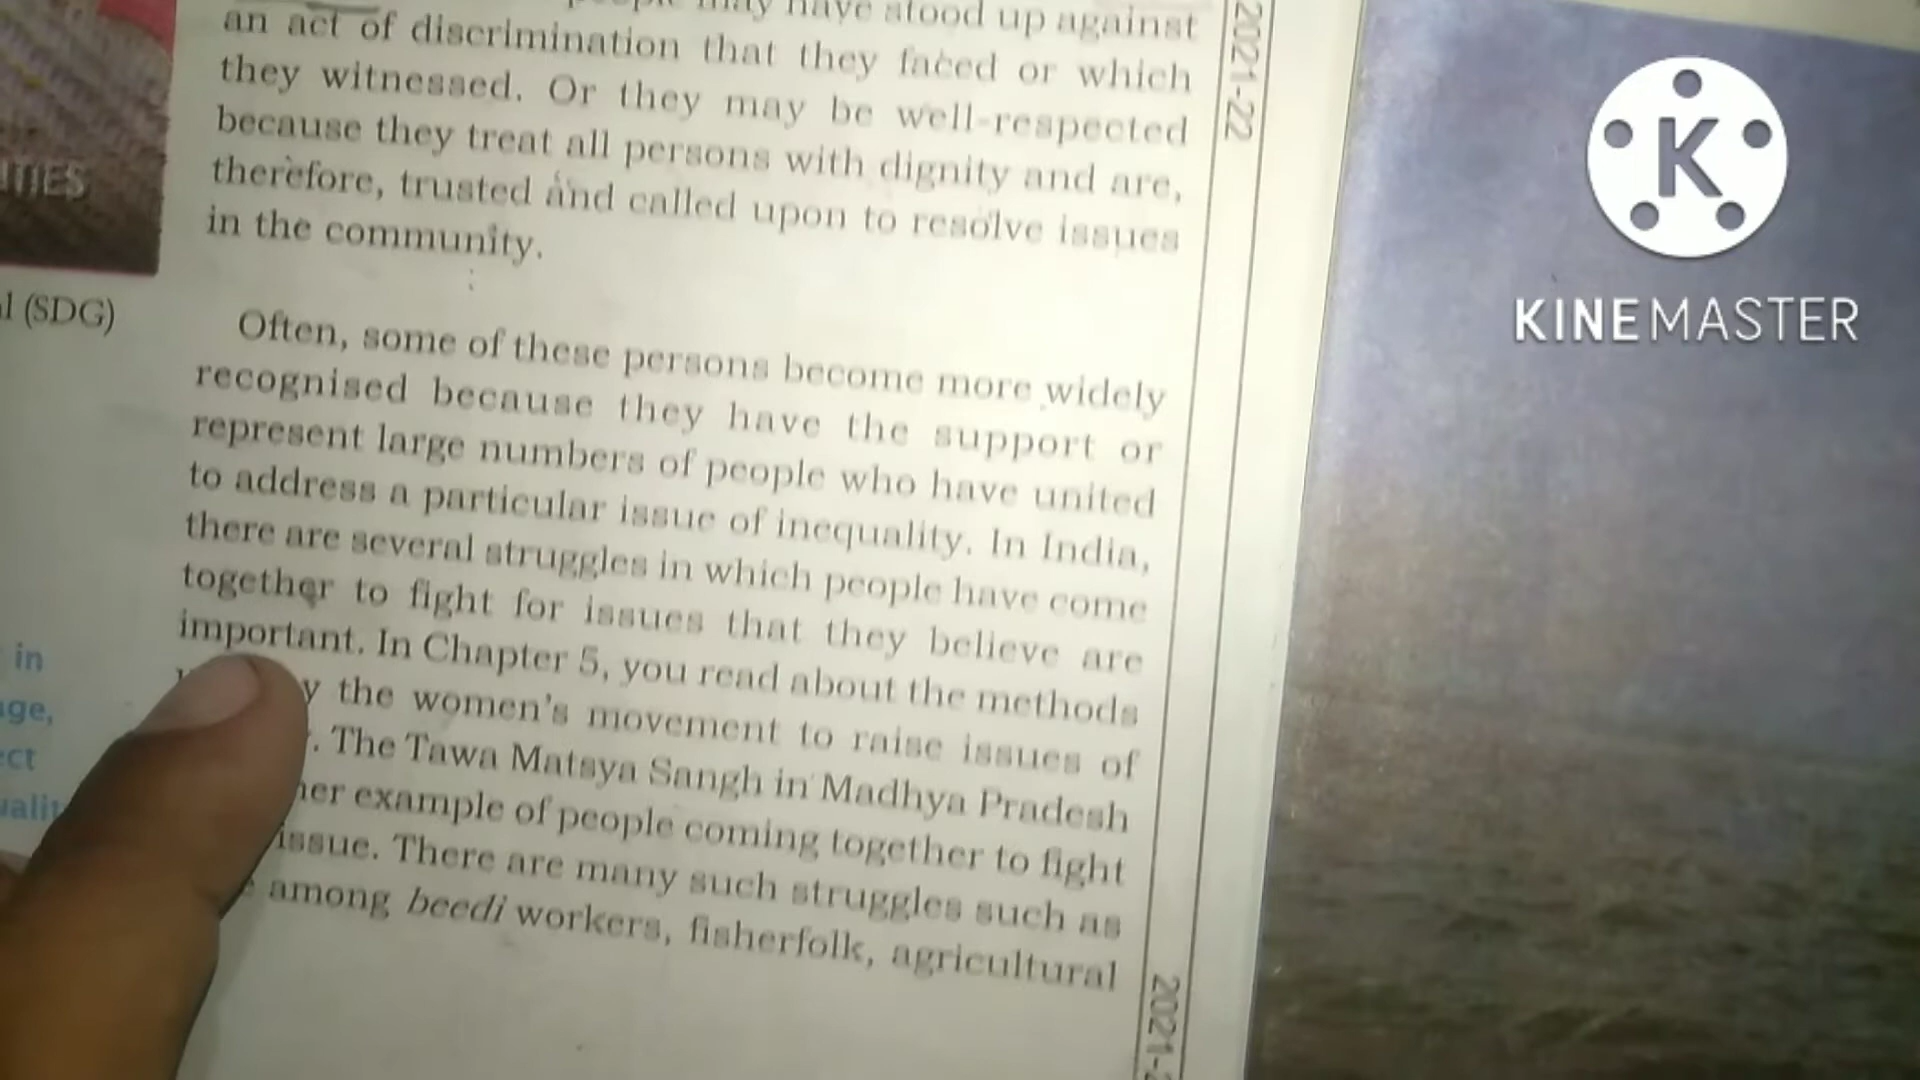 may have stood up against
an act of discrimination that they faced or which
they witnessed. Or they may be well-respected
because they treat all persons with dignity and are,
therefore, trusted and called upon to resolve issues
in the community.
Often, some of these persons become more widely
recognised because they have the support or
represent large numbers of people who have united
to address a particular issue of inequality. In India,
there are several struggles in which people have come
together to fight for issues that they believe are
important. In Chapter 5, you read about the methods
the women's movement to raise issues of
. The Tawa Matsya Sangh in Madhya Pradesh
example of people coming together to fight
issue. There are many such struggles such as
among beedi workers, fisherfolk, agricultural
2021-22
2021-2
(SDG)
in
KINEMASTER
K